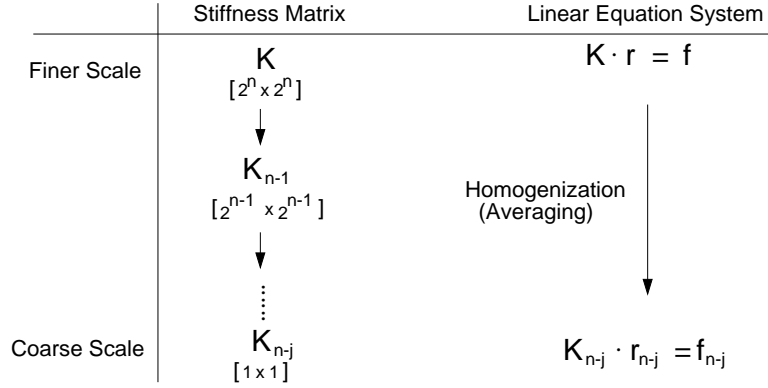 Stiffness Matrix
Linear Equation System
Finer Scale
K
K · r = f
[2^n x 2^n]
K_{n-1}
[2^{n-1} x 2^{n-1}]
Homogenization
(Averaging)
Coarse Scale
K_{n-j}
K_{n-j} · r_{n-j} = f_{n-j}
[1 x 1]